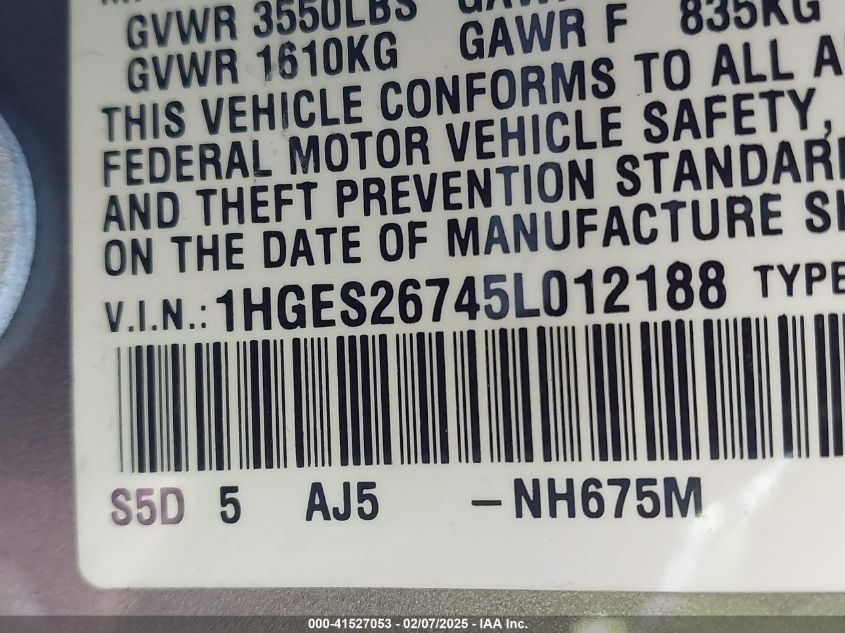 GVWR 3550LBS
GVWR 1610KG GAWR F 835KG
THIS VEHICLE CONFORMS TO ALL A
FEDERAL MOTOR VEHICLE SAFETY,
AND THEFT PREVENTION STANDAR
ON THE DATE OF MANUFACTURE S
V.I.N.: 1HGES26745L012188 TYPE
S5D 5 AJ5 -NH675M
000-41527053 - 02/07/2025 - IAA Inc.